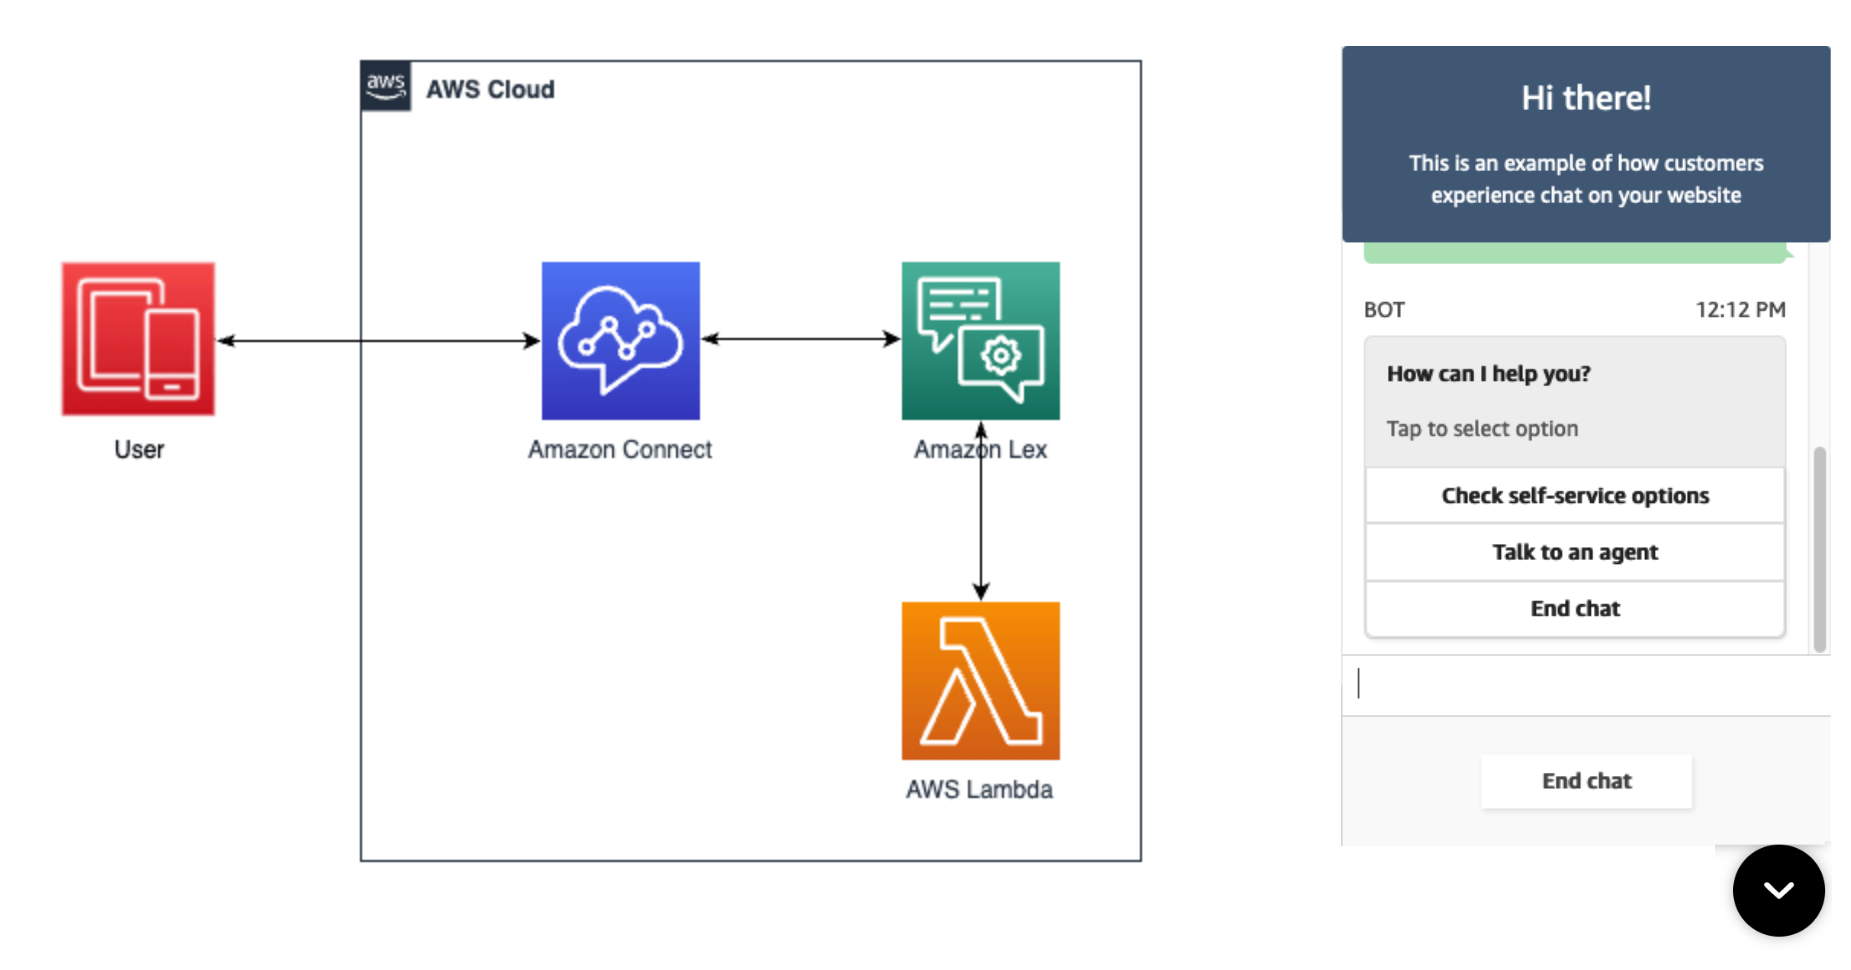 aws
AWS Cloud
User
Amazon Connect
Amazon Lex
AWS Lambda
Hi there!
This is an example of how customers
experience chat on your website
BOT 12:12 PM
How can I help you?
Tap to select option
Check self-service options
Talk to an agent
End chat
End chat